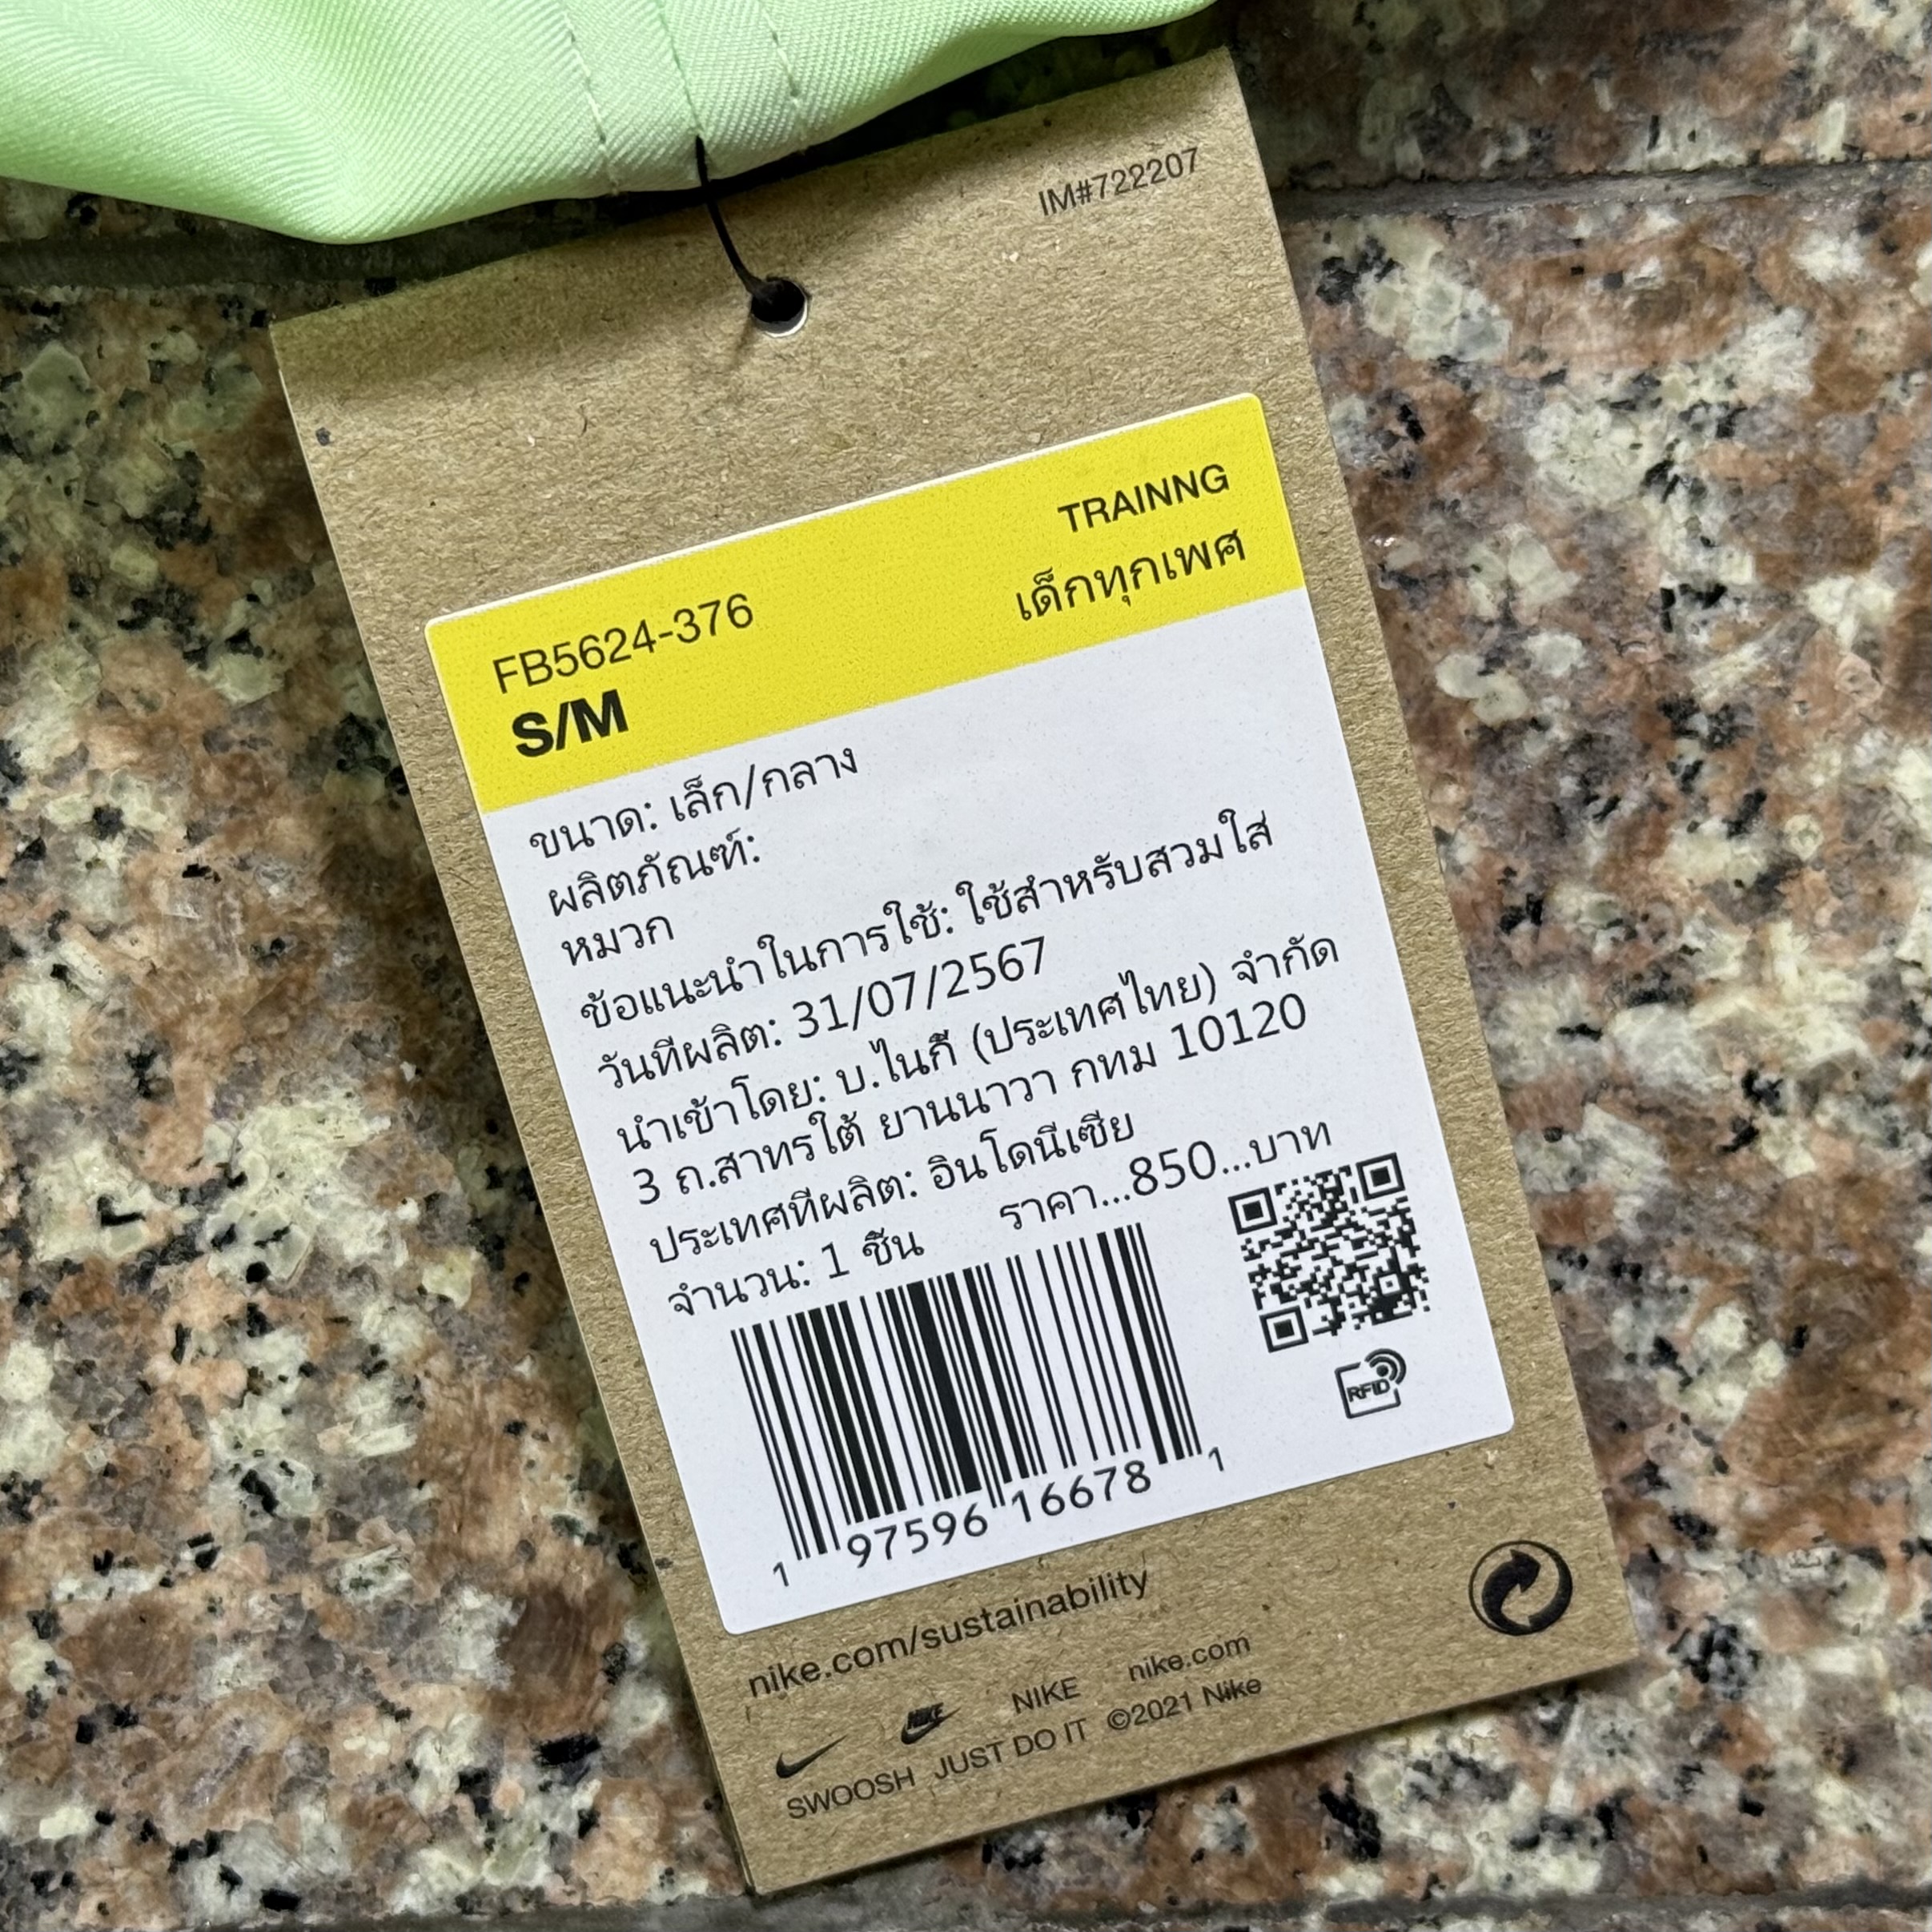 IM#722207
TRAINNG
เด็กทุกเพศ
FB5624-376
S/M
ขนาด: เล็ก/กลาง
ผลิตภัณฑ์:
หมวก
ข้อแนะนำในการใช้: ใช้สำหรับสวมใส่
วันที่ผลิต: 31/07/2567
นำเข้าโดย: บ.ไนกี้ (ประเทศไทย) จำกัด
3 ถ.สาทรใต้ ยานนาวา กทม 10120
ประเทศที่ผลิต: อินโดนีเซีย
จำนวน: 1 ชิ้น ราคา...850...บาท
RFID
1 97596 16678 1
nike.com/sustainability
NIKE NIKE nike.com
SWOOSH JUST DO IT ©2021 Nike